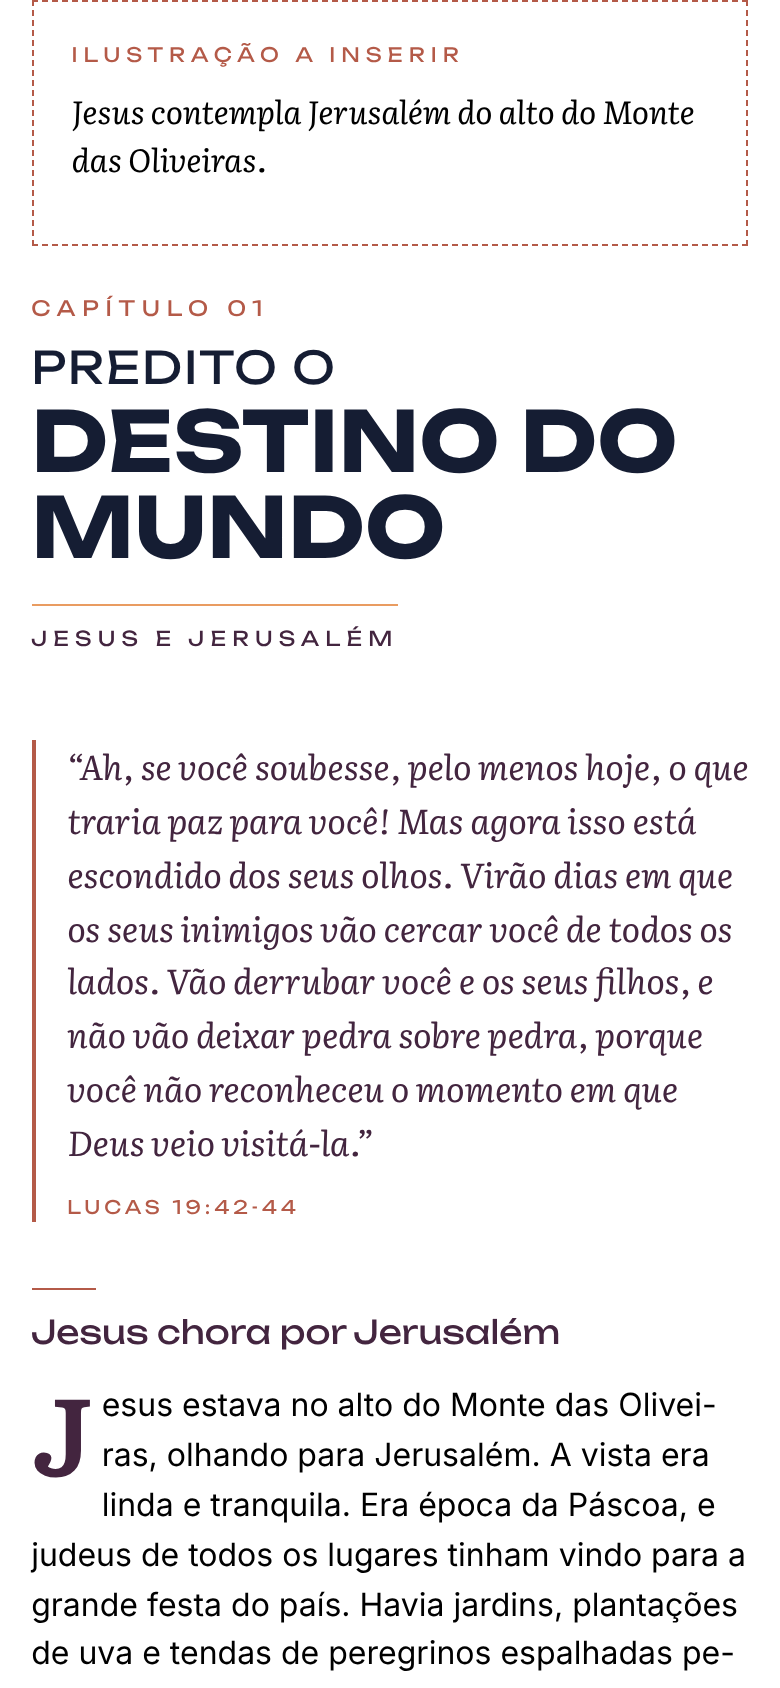 ILUSTRAÇÃO A INSERIR
Jesus contempla Jerusalém do alto do Monte
das Oliveiras.
CAPÍTULO 01
PREDITO O
DESTINO DO
MUNDO
JESUS E JERUSALÉM
“Ah, se você soubesse, pelo menos hoje, o que
traria paz para você! Mas agora isso está
escondido dos seus olhos. Virão dias em que
os seus inimigos vão cercar você de todos os
lados. Vão derrubar você e os seus filhos, e
não vão deixar pedra sobre pedra, porque
você não reconheceu o momento em que
Deus veio visitá-la.”
LUCAS 19:42-44
Jesus chora por Jerusalém
Jesus estava no alto do Monte das Olivei-
ras, olhando para Jerusalém. A vista era
linda e tranquila. Era época da Páscoa, e
judeus de todos os lugares tinham vindo para a
grande festa do país. Havia jardins, plantações
de uva e tendas de peregrinos espalhadas pe-